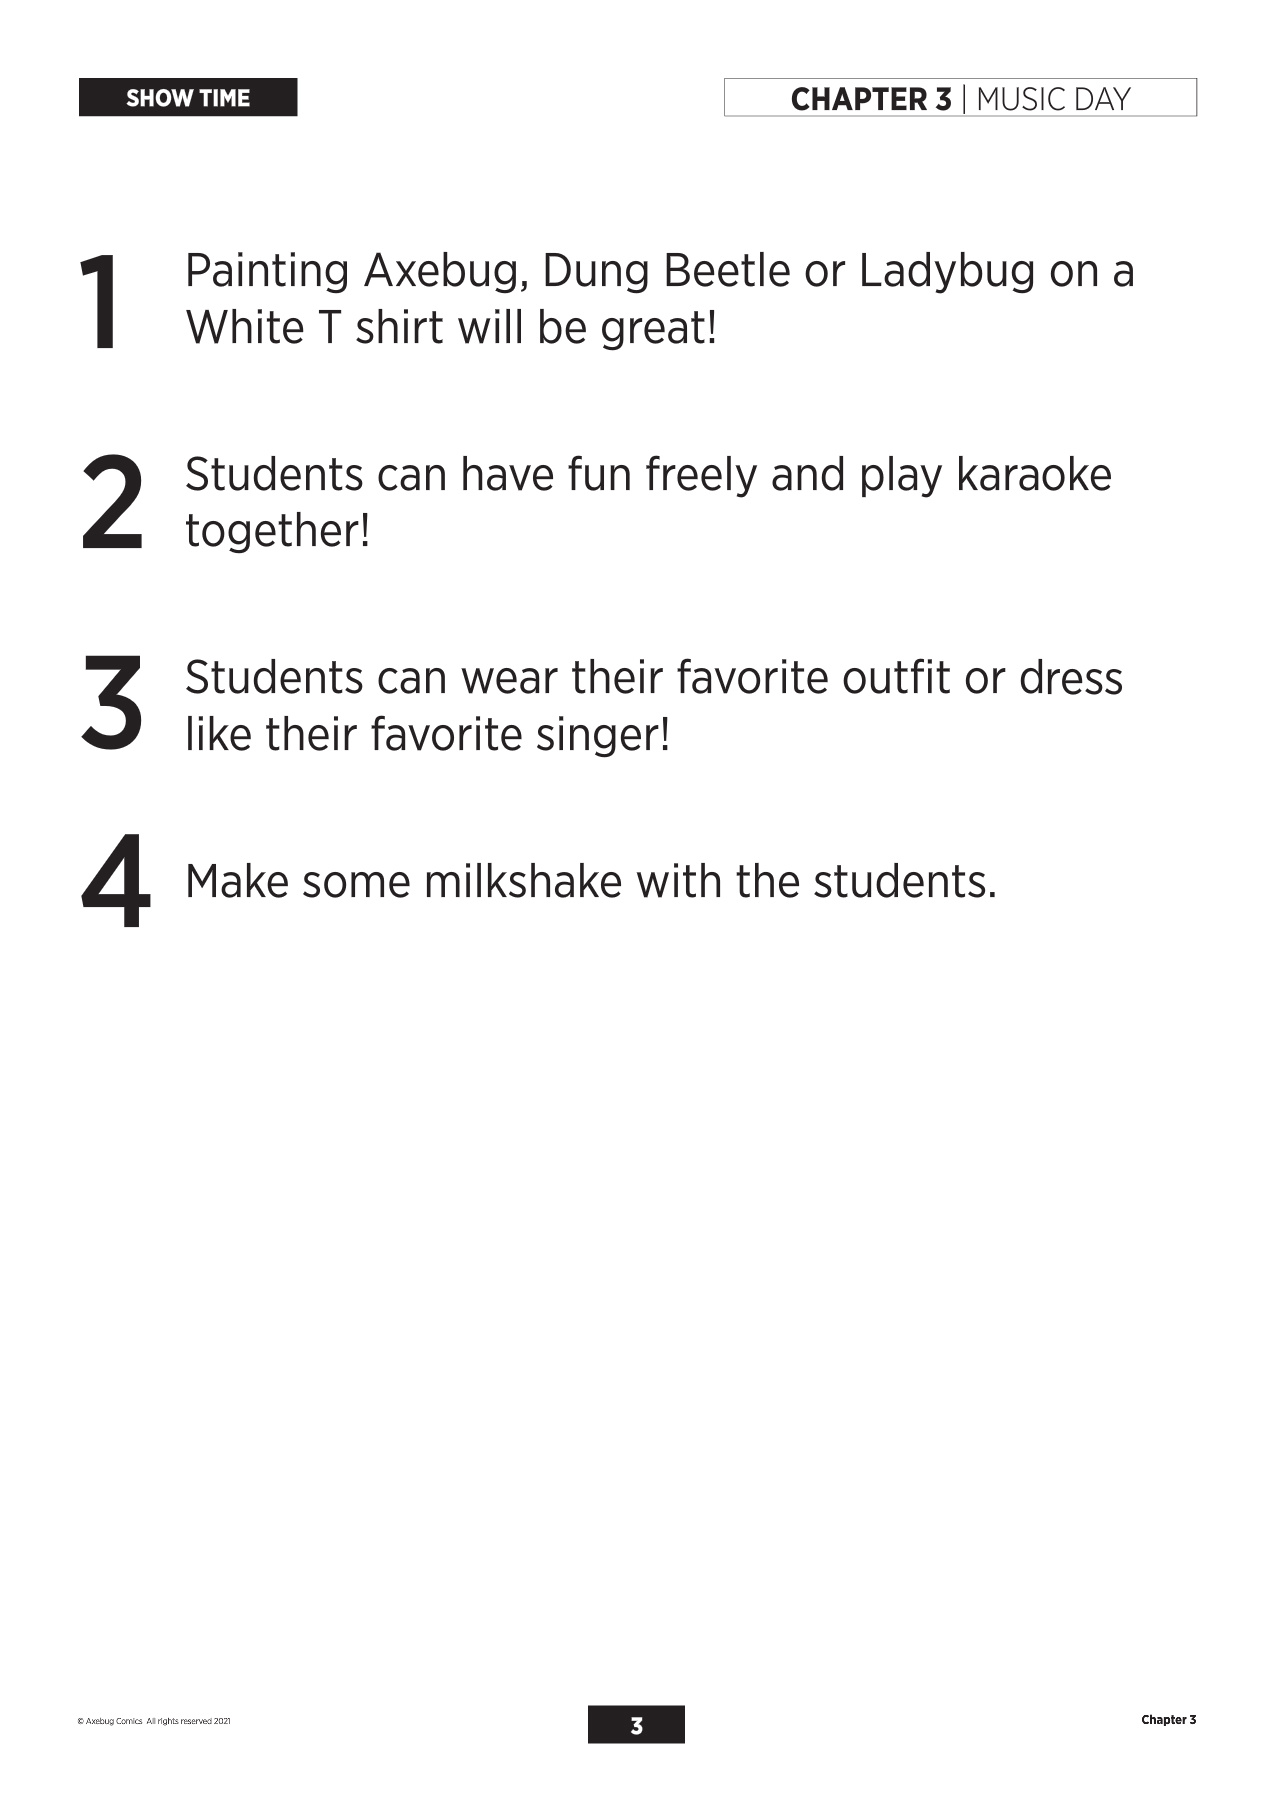 SHOW TIME
CHAPTER 3 | MUSIC DAY
1
Painting Axebug, Dung Beetle or Ladybug on a
White T shirt will be great!
2
Students can have fun freely and play karaoke
together!
3
Students can wear their favorite outfit or dress
like their favorite singer!
4
Make some milkshake with the students.
© Axebug Comics All rights reserved 2021
3
Chapter 3